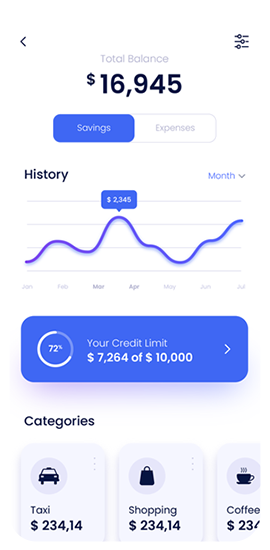 Total Balance
$ 16,945
Savings Expenses
History Month
$ 2,345
Jan Feb Mar Apr May Jun Jul
72% Your Credit Limit
$ 7,264 of $ 10,000
Categories
Taxi Shopping Coffee
$ 234,14 $ 234,14 $ 234,1